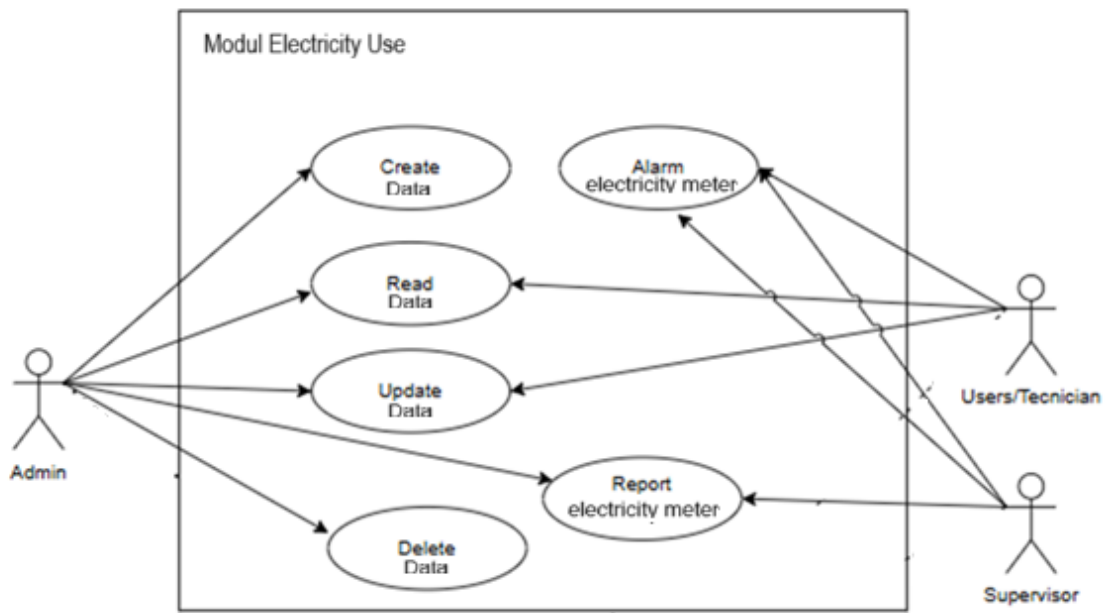 Modul Electricity Use
Create
Data
Alarm
electricity meter
Read
Data
Update
Data
Users/Tecnician
Admin
Report
electricity meter
Delete
Data
Supervisor